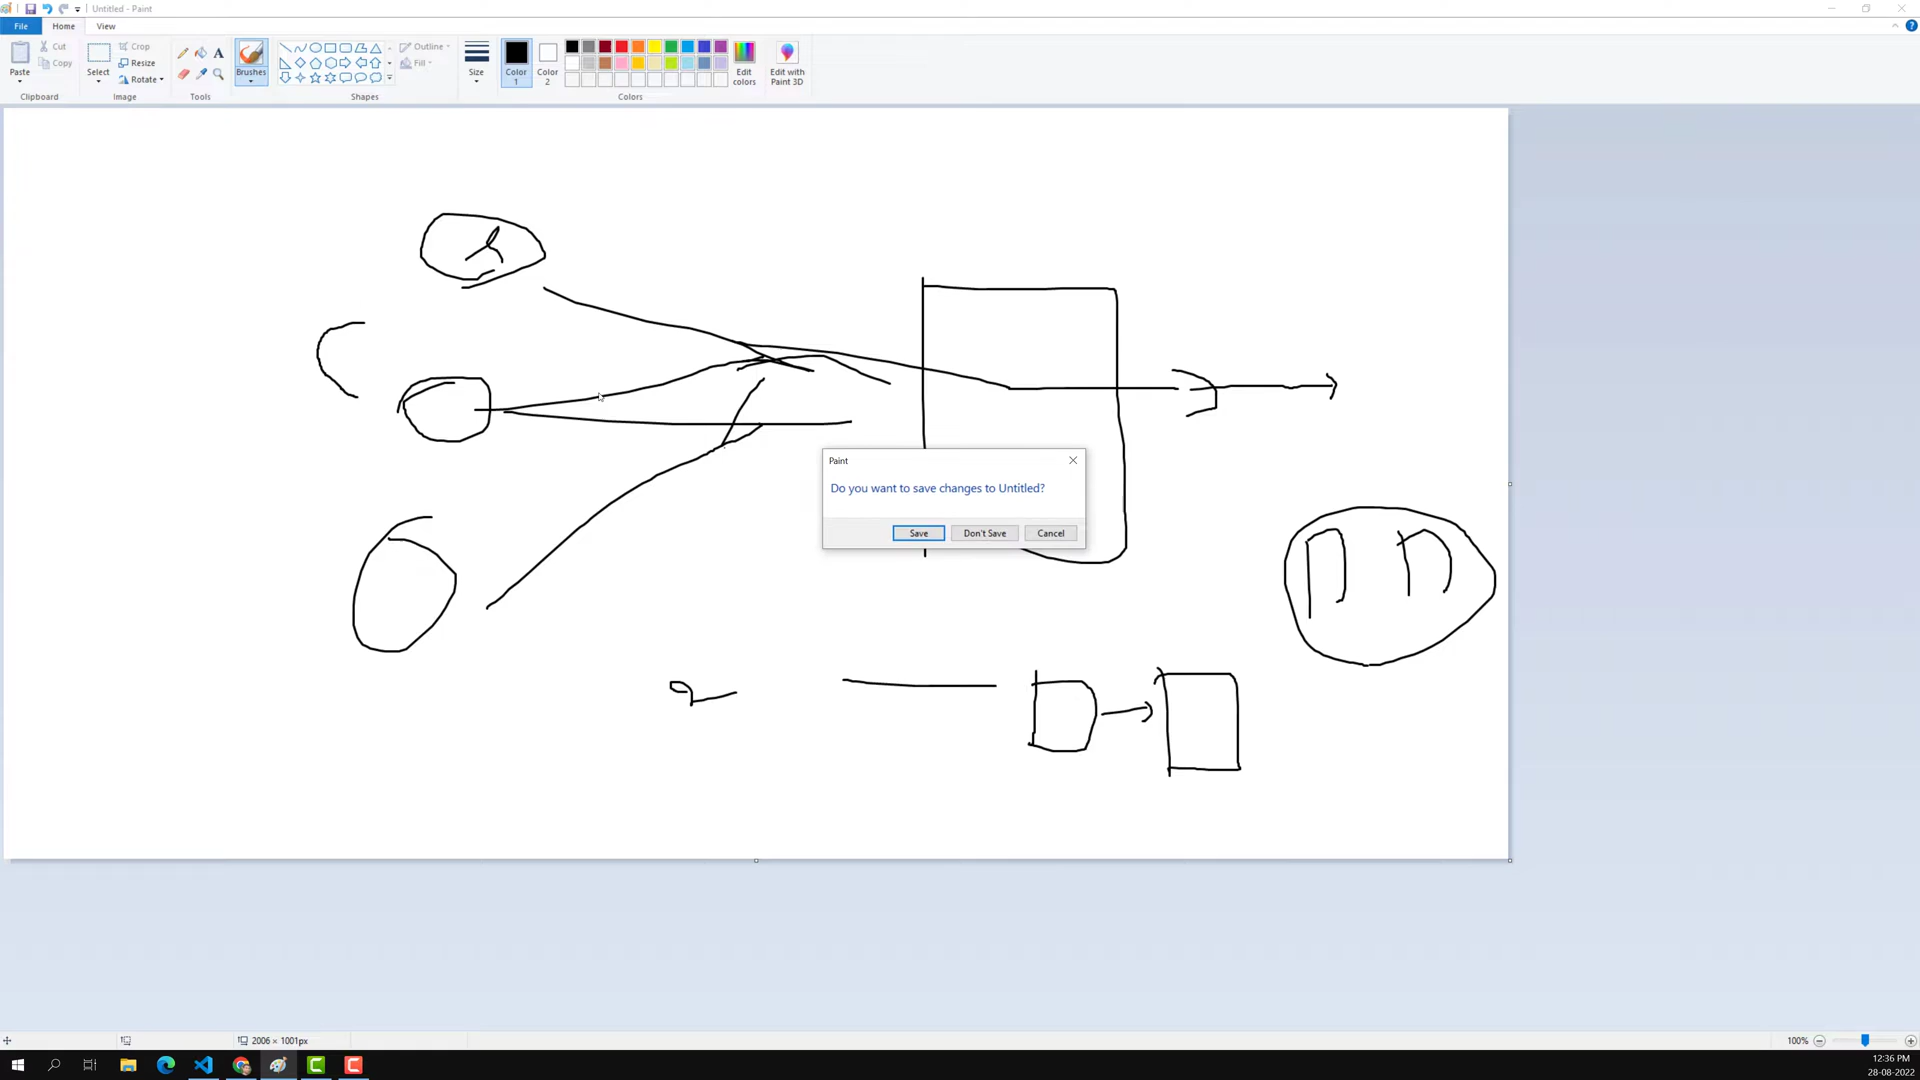 Untitled - Paint
File Home View
Paste
Cut
Copy
Clipboard
Select
Crop
Resize
Rotate
Image
A
Tools
Brushes
Shapes
Outline
Fill
Size
Color
1
Color
2
Colors
Edit
colors
Edit with
Paint 3D
Paint
Do you want to save changes to Untitled?
Save Don't Save Cancel
2006 × 1001px
100%
12:36 PM
28-08-2022